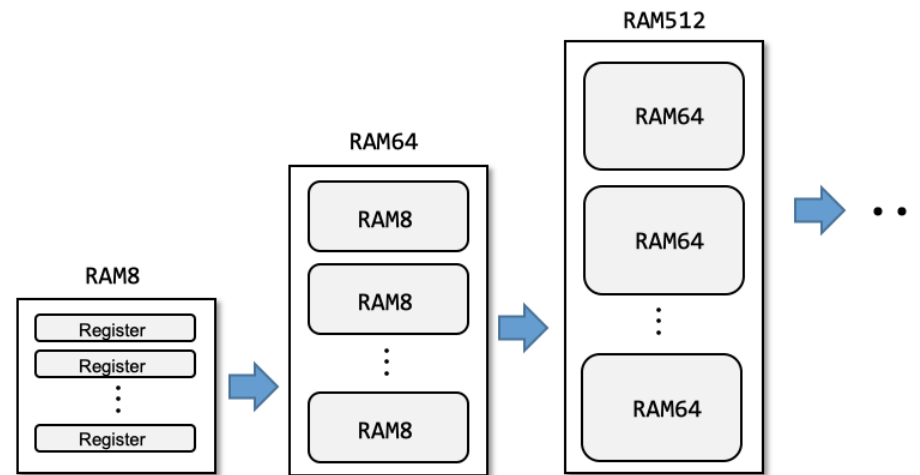 RAM8
Register
Register
⋮
Register
RAM64
RAM8
RAM8
⋮
RAM8
RAM512
RAM64
RAM64
⋮
RAM64